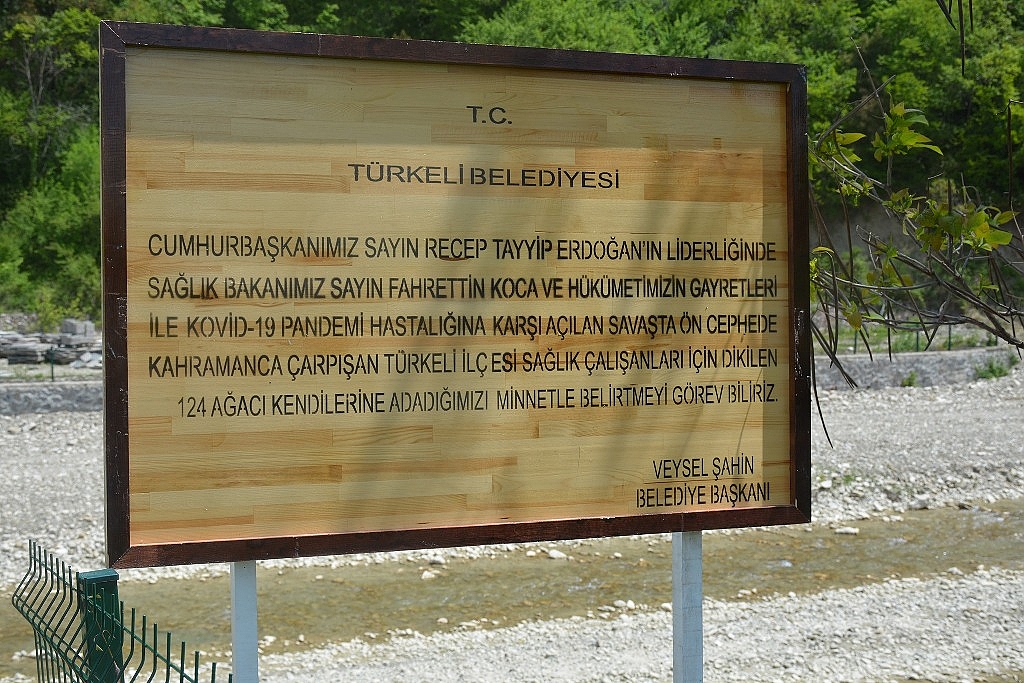 T.C.
TÜRKELİ BELEDİYESİ
CUMHURBAŞKANIMIZ SAYIN RECEP TAYYİP ERDOĞAN'IN LİDERLİĞİNDE
SAĞLIK BAKANIMIZ SAYIN FAHRETTİN KOCA VE HÜKÜMETİMİZİN GAYRETLERİ
İLE KOVİD-19 PANDEMİ HASTALIĞINA KARŞI AÇILAN SAVAŞTA ÖN CEPHEDE
KAHRAMANCA ÇARPIŞAN TÜRKELİ İLÇESİ SAĞLIK ÇALIŞANLARI İÇİN DİKİLEN
124 AĞACI KENDİLERİNE ADADIĞIMIZI MİNNETLE BELİRTMEYİ GÖREV BİLİRİZ.
VEYSEL ŞAHİN
BELEDİYE BAŞKANI